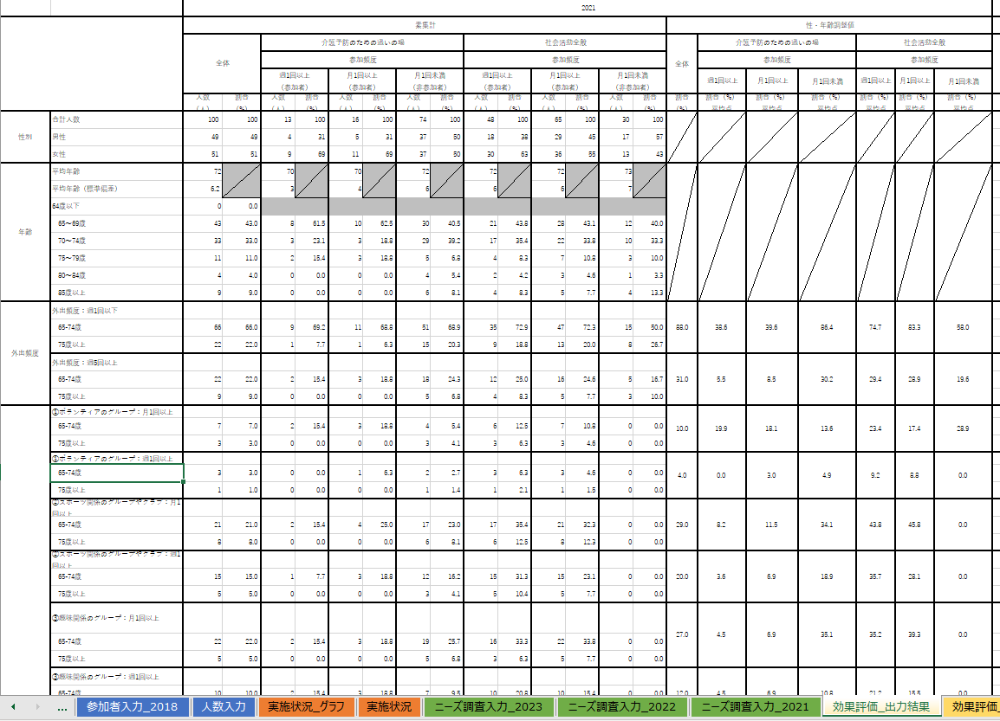 2021
素集計 性・年齢調整値
全体 介護予防のための通いの場 社会活動全般 全体 介護予防のための通いの場 社会活動全般
参加頻度 参加頻度 参加頻度 参加頻度
週1回以上 月1回以上 月1回未満 週1回以上 月1回以上 月1回未満 週1回以上 月1回以上 月1回未満 週1回以上 月1回以上 月1回未満
(参加者) (参加者) (非参加者) (参加者) (参加者) (非参加者)
人数 割合 人数 割合 人数 割合 人数 割合 人数 割合 人数 割合 人数 割合 割合 割合(%) 割合(%) 割合(%) 割合(%) 割合(%) 割合(%)
(人) (%) (人) (%) (人) (%) (人) (%) (人) (%) (人) (%) (人) (%) (%) 平均点 平均点 平均点 平均点 平均点 平均点
性別
合計人数 100 100 13 100 16 100 74 100 48 100 65 100 30 100
男性 49 49 4 31 5 31 37 50 18 38 29 45 17 57
女性 51 51 9 69 11 69 37 50 30 63 36 55 13 43
年齢
平均年齢 72 70 70 72 72 72 73
平均年齢(標準偏差) 6.2 3 4 6 6 6 7
64歳以下 0 0.0
65～69歳 43 43.0 8 61.5 10 62.5 30 40.5 21 43.8 28 43.1 12 40.0
70～74歳 33 33.0 3 23.1 3 18.8 29 39.2 17 35.4 22 33.8 10 33.3
75～79歳 11 11.0 2 15.4 3 18.8 5 6.8 4 8.3 7 10.8 3 10.0
80～84歳 4 4.0 0 0.0 0 0.0 4 5.4 2 4.2 3 4.6 1 3.3
85歳以上 9 9.0 0 0.0 0 0.0 6 8.1 4 8.3 5 7.7 4 13.3
外出頻度
外出頻度:週1回以下
65-74歳 66 66.0 9 69.2 11 68.8 51 68.9 35 72.9 47 72.3 15 50.0 88.0 38.6 39.6 86.4 74.7 83.3 58.0
75歳以上 22 22.0 1 7.7 1 6.3 15 20.3 9 18.8 13 20.0 8 26.7
外出頻度:週5回以上
65-74歳 22 22.0 2 15.4 3 18.8 18 24.3 12 25.0 16 24.6 5 16.7 31.0 5.5 8.5 30.2 29.4 28.9 19.6
75歳以上 9 9.0 0 0.0 0 0.0 5 6.8 4 8.3 5 7.7 3 10.0
①ボランティアのグループ:月1回以上
65-74歳 7 7.0 2 15.4 3 18.8 4 5.4 6 12.5 7 10.8 0 0.0 10.0 19.9 18.1 13.6 23.4 17.4 28.9
75歳以上 3 3.0 0 0.0 0 0.0 3 4.1 3 6.3 3 4.6 0 0.0
①ボランティアのグループ:週1回以上
65-74歳 3 3.0 0 0.0 1 6.3 2 2.7 3 6.3 3 4.6 0 0.0 4.0 0.0 3.0 4.9 9.2 8.8 0.0
75歳以上 1 1.0 0 0.0 0 0.0 1 1.4 1 2.1 1 1.5 0 0.0
②スポーツ関係のグループやクラブ:月1
回以上
65-74歳 21 21.0 2 15.4 4 25.0 17 23.0 17 35.4 21 32.3 0 0.0 29.0 8.2 11.5 34.1 43.8 45.8 0.0
75歳以上 8 8.0 0 0.0 0 0.0 6 8.1 6 12.5 8 12.3 0 0.0
②スポーツ関係のグループやクラブ:週1
回以上
65-74歳 15 15.0 1 7.7 3 18.8 12 16.2 15 31.3 15 23.1 0 0.0 20.0 3.6 6.9 18.9 35.7 28.1 0.0
75歳以上 5 5.0 0 0.0 0 0.0 3 4.1 5 10.4 5 7.7 0 0.0
③趣味関係のグループ:月1回以上
65-74歳 22 22.0 2 15.4 3 18.8 19 25.7 16 33.3 22 33.8 0 0.0 27.0 4.5 6.9 35.1 35.2 39.3 0.0
75歳以上 5 5.0 0 0.0 0 0.0 5 6.8 3 6.3 5 7.7 0 0.0
③趣味関係のグループ:週1回以上
65-74歳 10 10.0 2 15.4 3 18.8 7 9.5 10 20.8 10 15.4 0 0.0 12.0 4.5 6.9 10.8 21.2 15.5 0.0
... 参加者入力_2018 人数入力 実施状況_グラフ 実施状況 ニーズ調査入力_2023 ニーズ調査入力_2022 ニーズ調査入力_2021 効果評価_出力結果 効果評価_